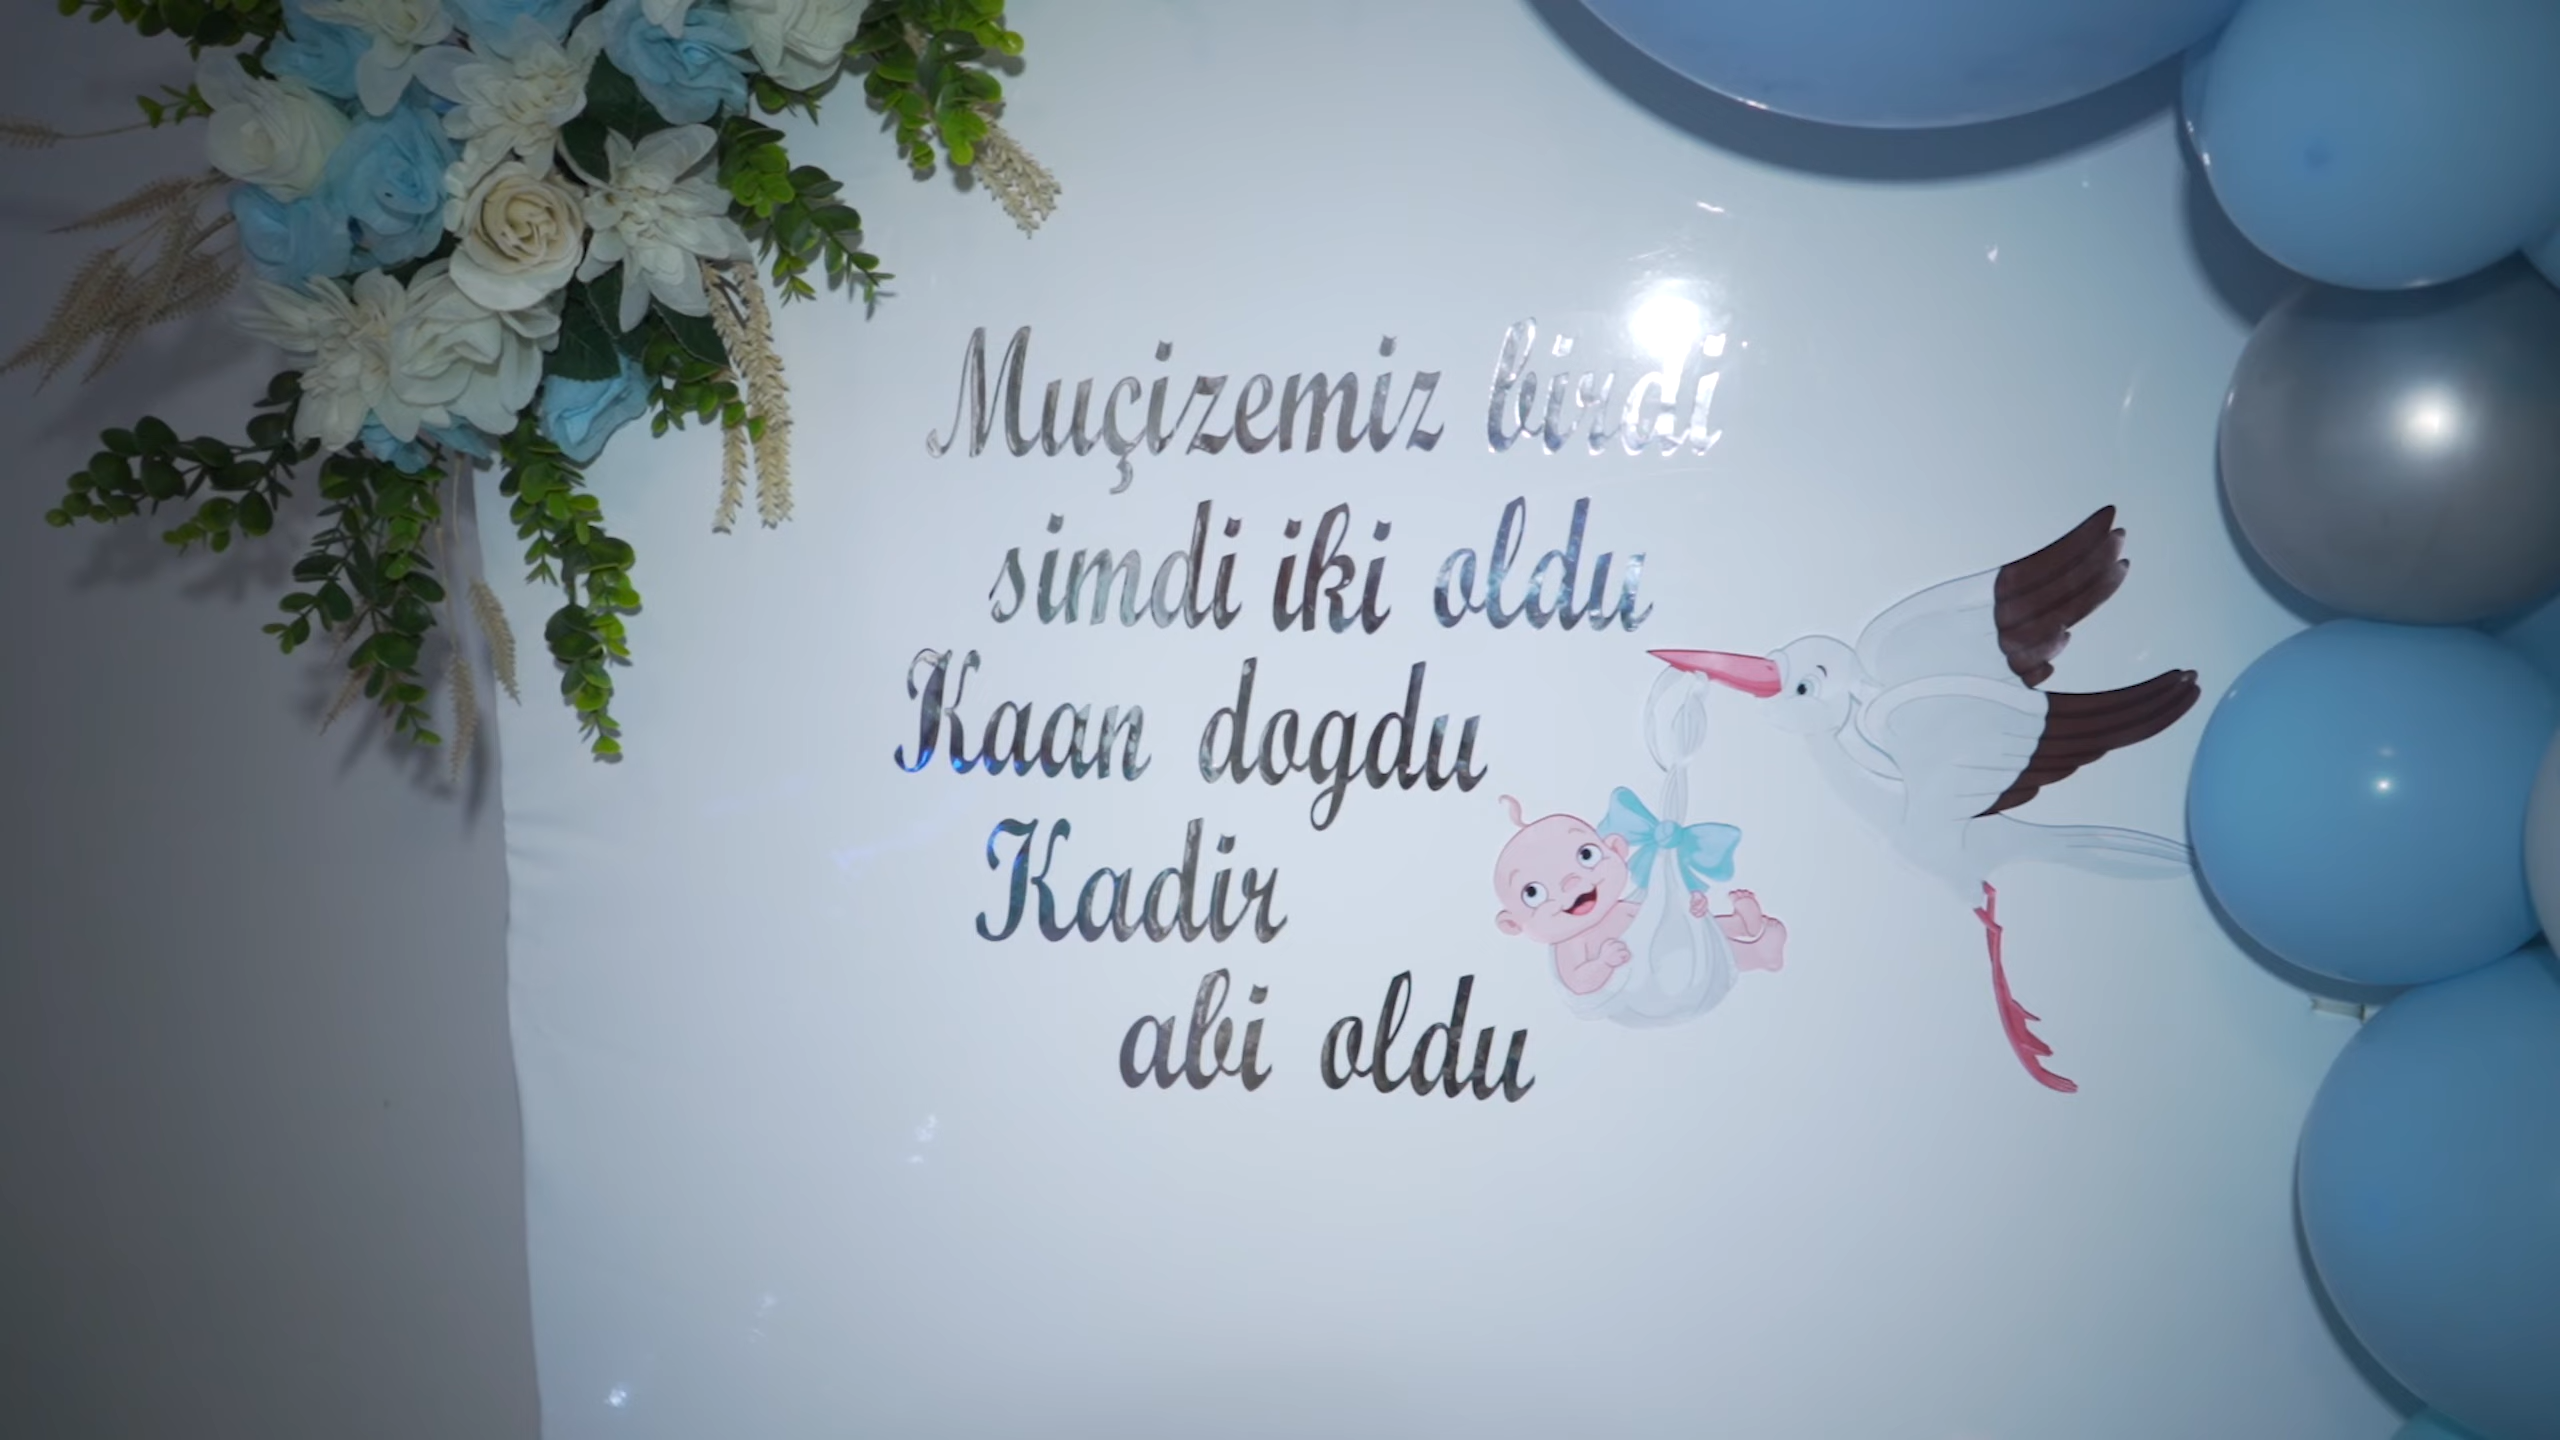 Muçizemiz birdi
simdi iki oldu
Kaan dogdu
Kadir
abi oldu